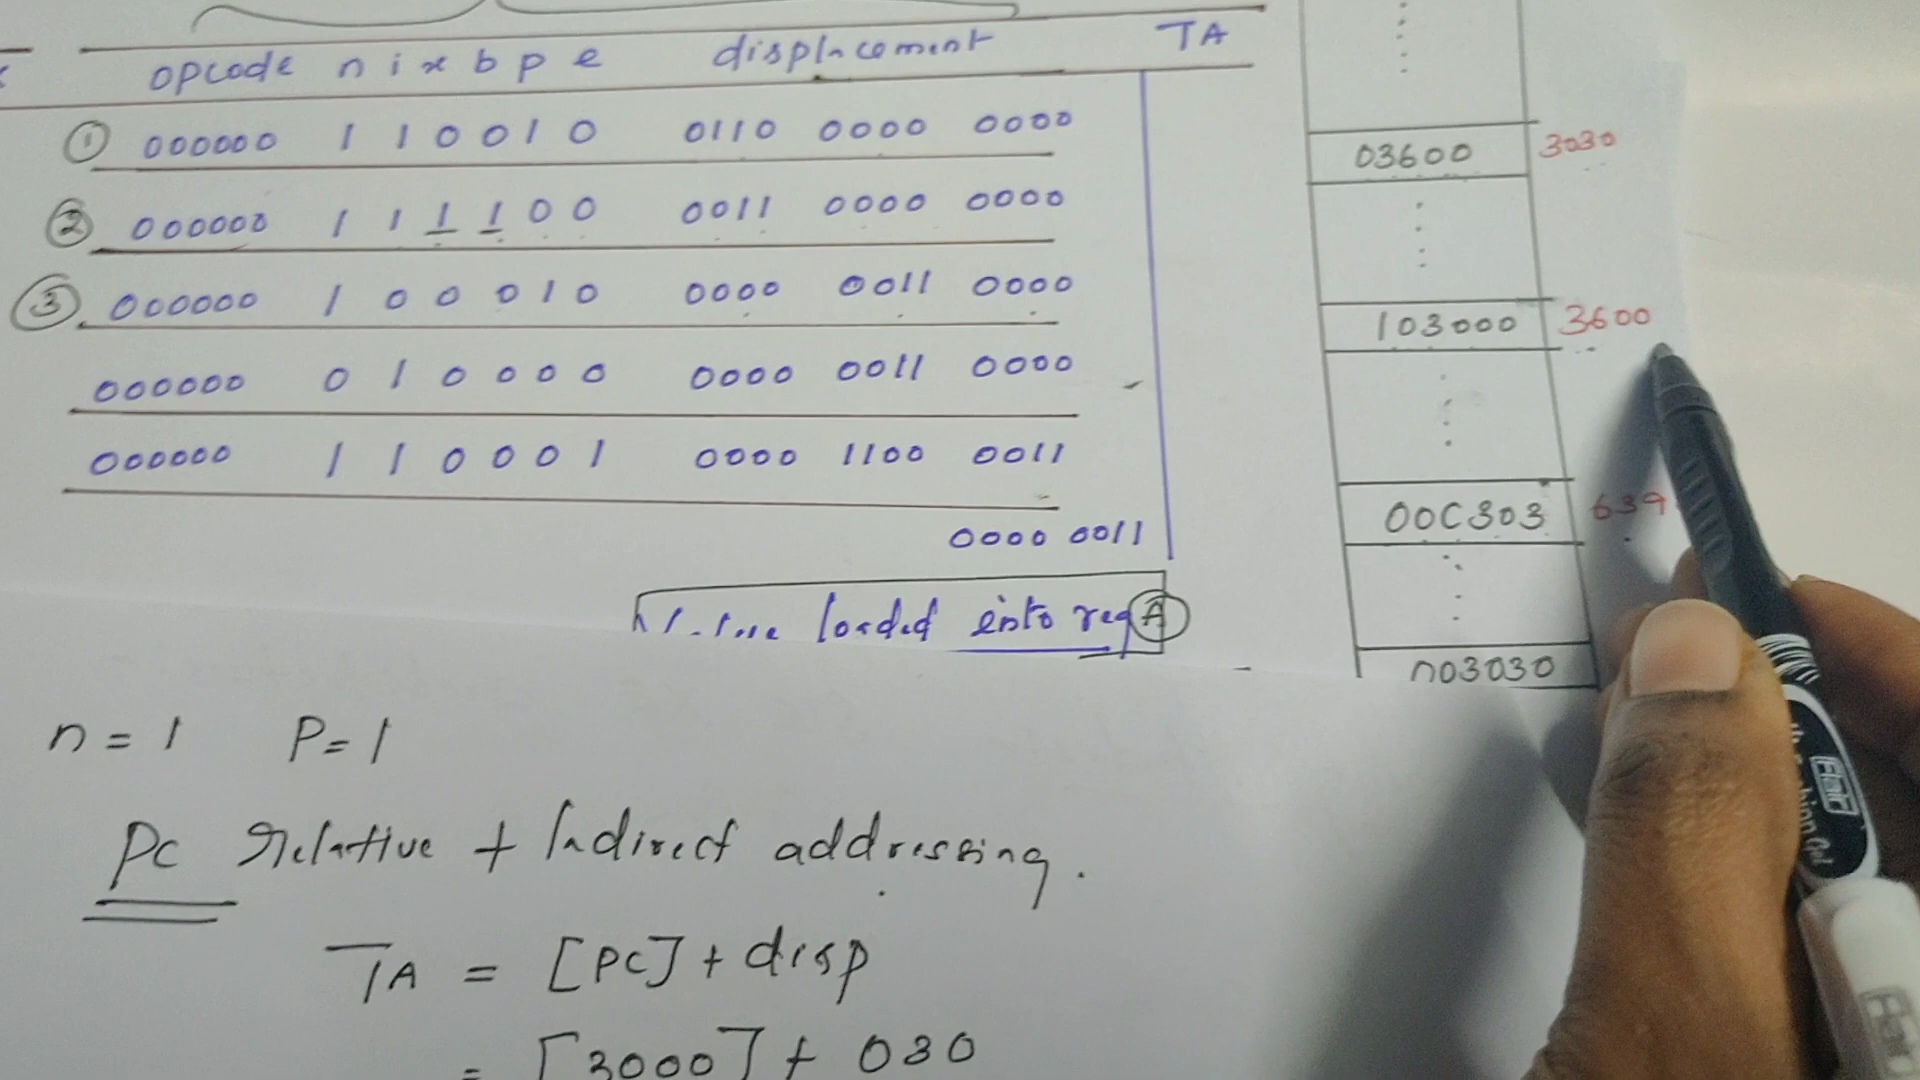 opcode n i x b p e displacement TA
① 000000 1 1 0 0 1 0 0110 0000 0000
② 000000 1 1 1 1 0 0 0011 0000 0000
③ 000000 1 0 0 0 1 0 0000 0011 0000
000000 0 1 0 0 0 0 0000 0011 0000
000000 1 1 0 0 0 1 0000 1100 0011
0000 0011
loaded into reg A
03600 3030
103000 3600
00C303 639
003030
n = 1 P = 1
PC relative + Indirect addressing.
TA = [PC] + disp
= [3000] + 030
Flair